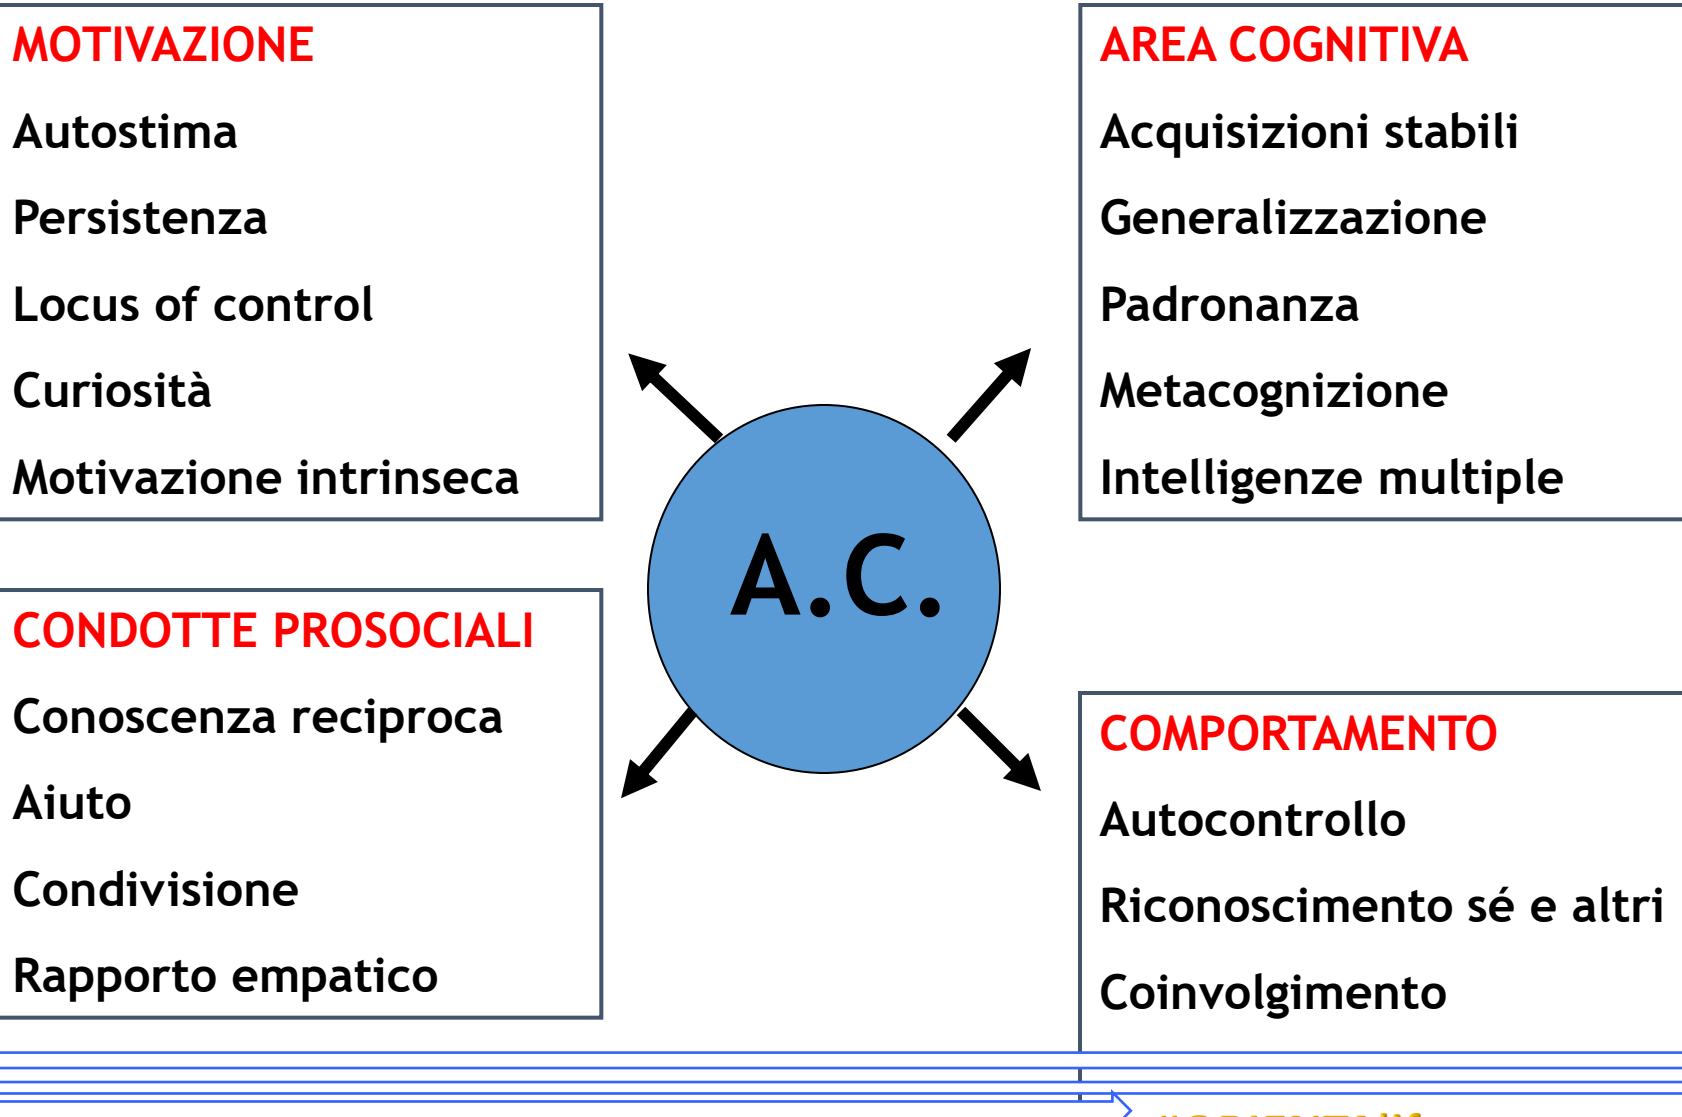 MOTIVAZIONE
Autostima
Persistenza
Locus of control
Curiosità
Motivazione intrinseca
AREA COGNITIVA
Acquisizioni stabili
Generalizzazione
Padronanza
Metacognizione
Intelligenze multiple
A.C.
CONDOTTE PROSOCIALI
Conoscenza reciproca
Aiuto
Condivisione
Rapporto empatico
COMPORTAMENTO
Autocontrollo
Riconoscimento sé e altri
Coinvolgimento